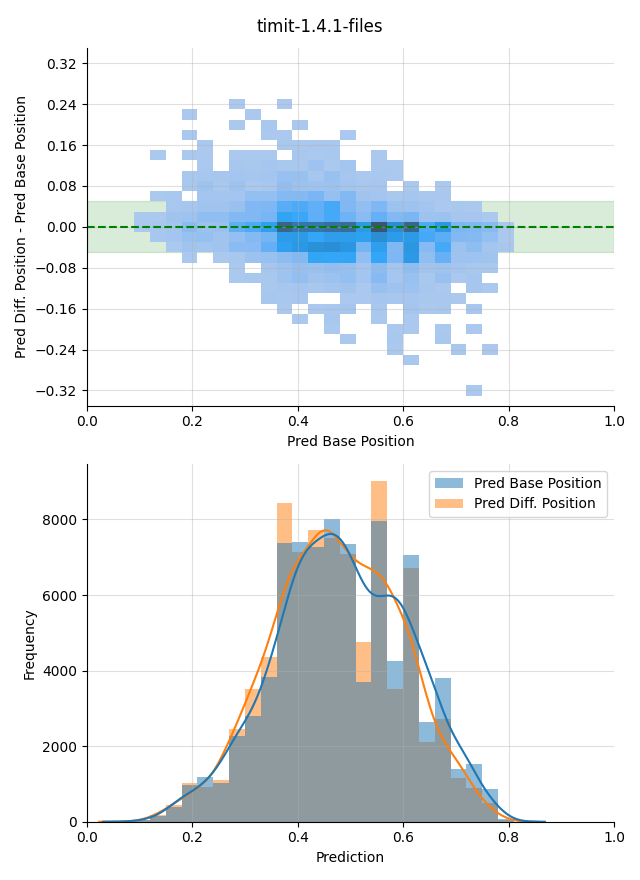 timit-1.4.1-files
Pred Diff. Position - Pred Base Position
0.32
0.24
0.16
0.08
0.00
−0.08
−0.16
−0.24
−0.32
0.0 0.2 0.4 0.6 0.8 1.0
Pred Base Position
Pred Base Position
Pred Diff. Position
Frequency
8000
6000
4000
2000
0
0.0 0.2 0.4 0.6 0.8 1.0
Prediction